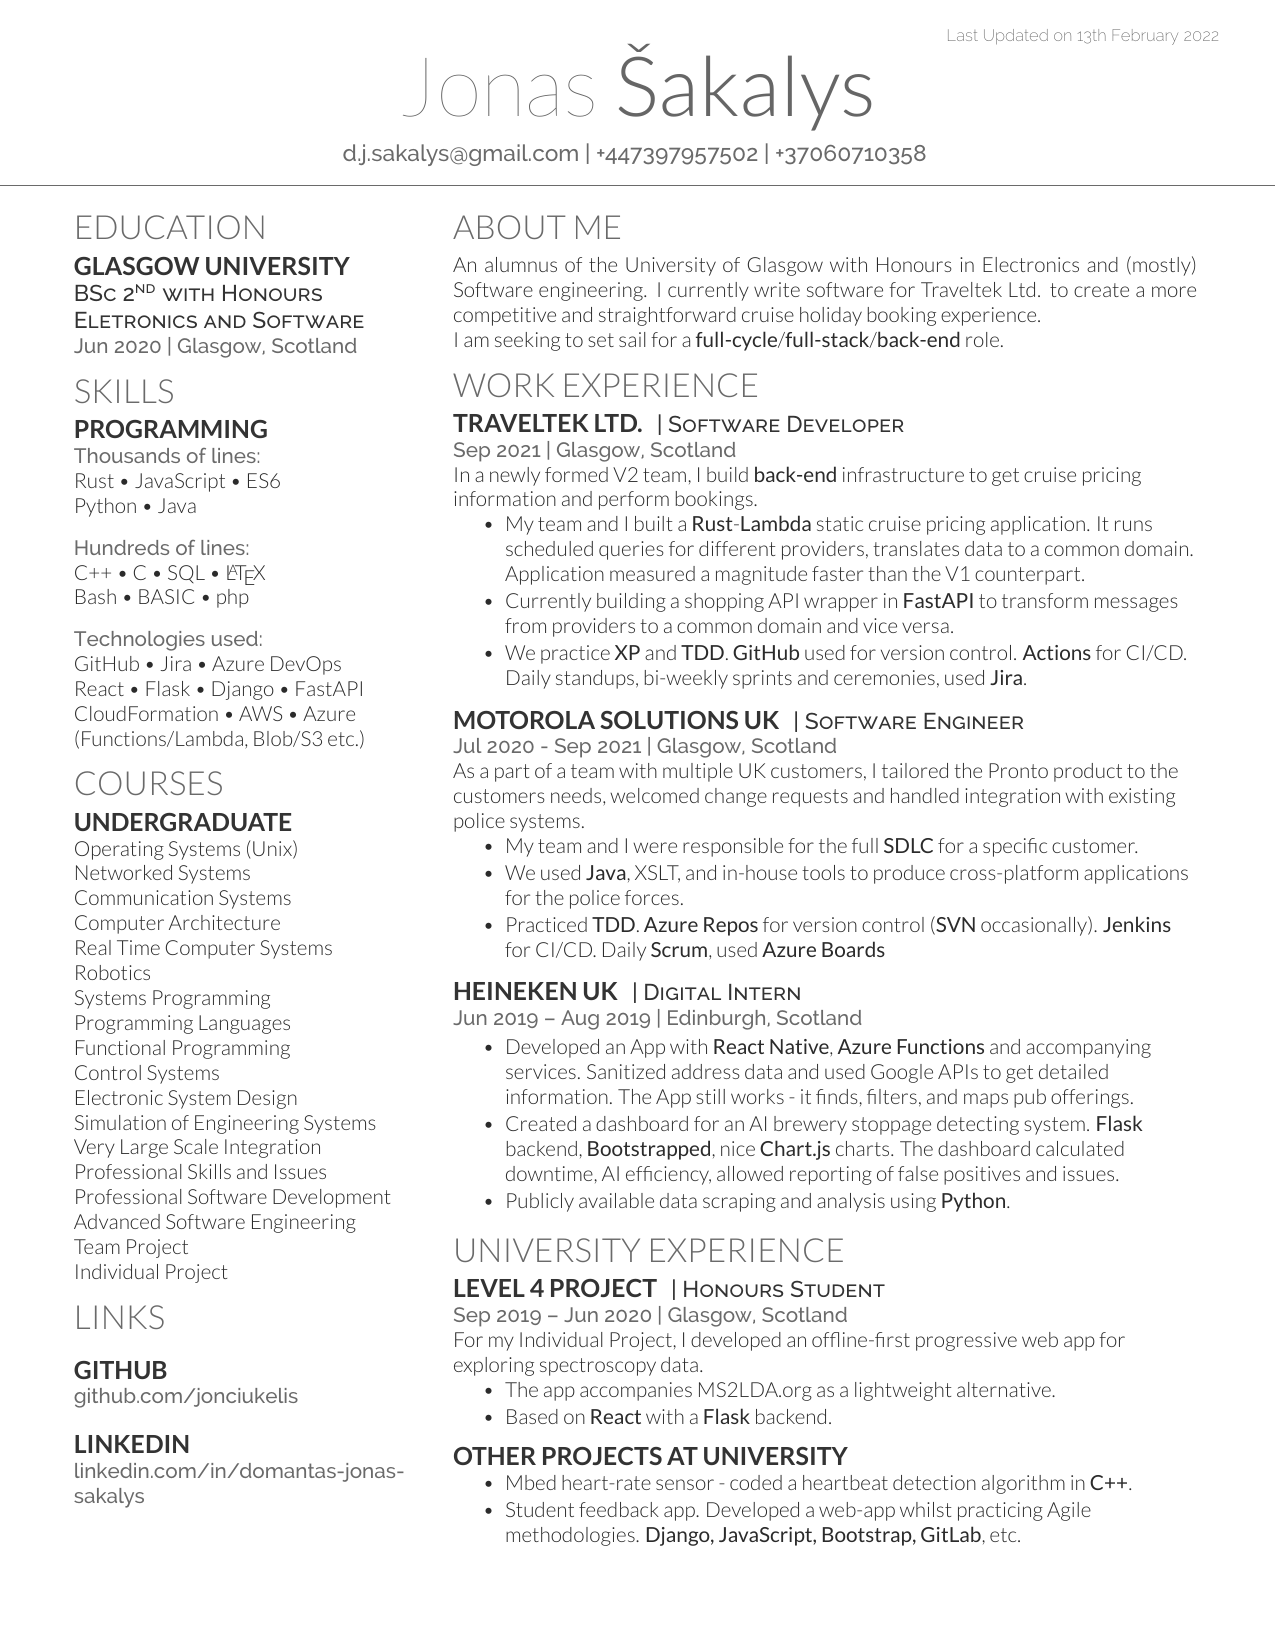 Last Updated on 13th February 2022
Jonas Šakalys
d.j.sakalys@gmail.com | +447397957502 | +37060710358
EDUCATION
GLASGOW UNIVERSITY
BSc 2ND with Honours
Eletronics and Software
Jun 2020 | Glasgow, Scotland
SKILLS
PROGRAMMING
Thousands of lines:
Rust • JavaScript • ES6
Python • Java
Hundreds of lines:
C++ • C • SQL • LATEX
Bash • BASIC • php
Technologies used:
GitHub • Jira • Azure DevOps
React • Flask • Django • FastAPI
CloudFormation • AWS • Azure
(Functions/Lambda, Blob/S3 etc.)
COURSES
UNDERGRADUATE
Operating Systems (Unix)
Networked Systems
Communication Systems
Computer Architecture
Real Time Computer Systems
Robotics
Systems Programming
Programming Languages
Functional Programming
Control Systems
Electronic System Design
Simulation of Engineering Systems
Very Large Scale Integration
Professional Skills and Issues
Professional Software Development
Advanced Software Engineering
Team Project
Individual Project
LINKS
GITHUB
github.com/jonciukelis
LINKEDIN
linkedin.com/in/domantas-jonas-
sakalys
ABOUT ME
An alumnus of the University of Glasgow with Honours in Electronics and (mostly)
Software engineering. I currently write software for Traveltek Ltd. to create a more
competitive and straightforward cruise holiday booking experience.
I am seeking to set sail for a full-cycle/full-stack/back-end role.
WORK EXPERIENCE
TRAVELTEK LTD. | Software Developer
Sep 2021 | Glasgow, Scotland
In a newly formed V2 team, I build back-end infrastructure to get cruise pricing
information and perform bookings.
• My team and I built a Rust-Lambda static cruise pricing application. It runs
scheduled queries for different providers, translates data to a common domain.
Application measured a magnitude faster than the V1 counterpart.
• Currently building a shopping API wrapper in FastAPI to transform messages
from providers to a common domain and vice versa.
• We practice XP and TDD. GitHub used for version control. Actions for CI/CD.
Daily standups, bi-weekly sprints and ceremonies, used Jira.
MOTOROLA SOLUTIONS UK | Software Engineer
Jul 2020 - Sep 2021 | Glasgow, Scotland
As a part of a team with multiple UK customers, I tailored the Pronto product to the
customers needs, welcomed change requests and handled integration with existing
police systems.
• My team and I were responsible for the full SDLC for a specific customer.
• We used Java, XSLT, and in-house tools to produce cross-platform applications
for the police forces.
• Practiced TDD. Azure Repos for version control (SVN occasionally). Jenkins
for CI/CD. Daily Scrum, used Azure Boards
HEINEKEN UK | Digital Intern
Jun 2019 – Aug 2019 | Edinburgh, Scotland
• Developed an App with React Native, Azure Functions and accompanying
services. Sanitized address data and used Google APIs to get detailed
information. The App still works - it finds, filters, and maps pub offerings.
• Created a dashboard for an AI brewery stoppage detecting system. Flask
backend, Bootstrapped, nice Chart.js charts. The dashboard calculated
downtime, AI efficiency, allowed reporting of false positives and issues.
• Publicly available data scraping and analysis using Python.
UNIVERSITY EXPERIENCE
LEVEL 4 PROJECT | Honours Student
Sep 2019 – Jun 2020 | Glasgow, Scotland
For my Individual Project, I developed an offline-first progressive web app for
exploring spectroscopy data.
• The app accompanies MS2LDA.org as a lightweight alternative.
• Based on React with a Flask backend.
OTHER PROJECTS AT UNIVERSITY
• Mbed heart-rate sensor - coded a heartbeat detection algorithm in C++.
• Student feedback app. Developed a web-app whilst practicing Agile
methodologies. Django, JavaScript, Bootstrap, GitLab, etc.